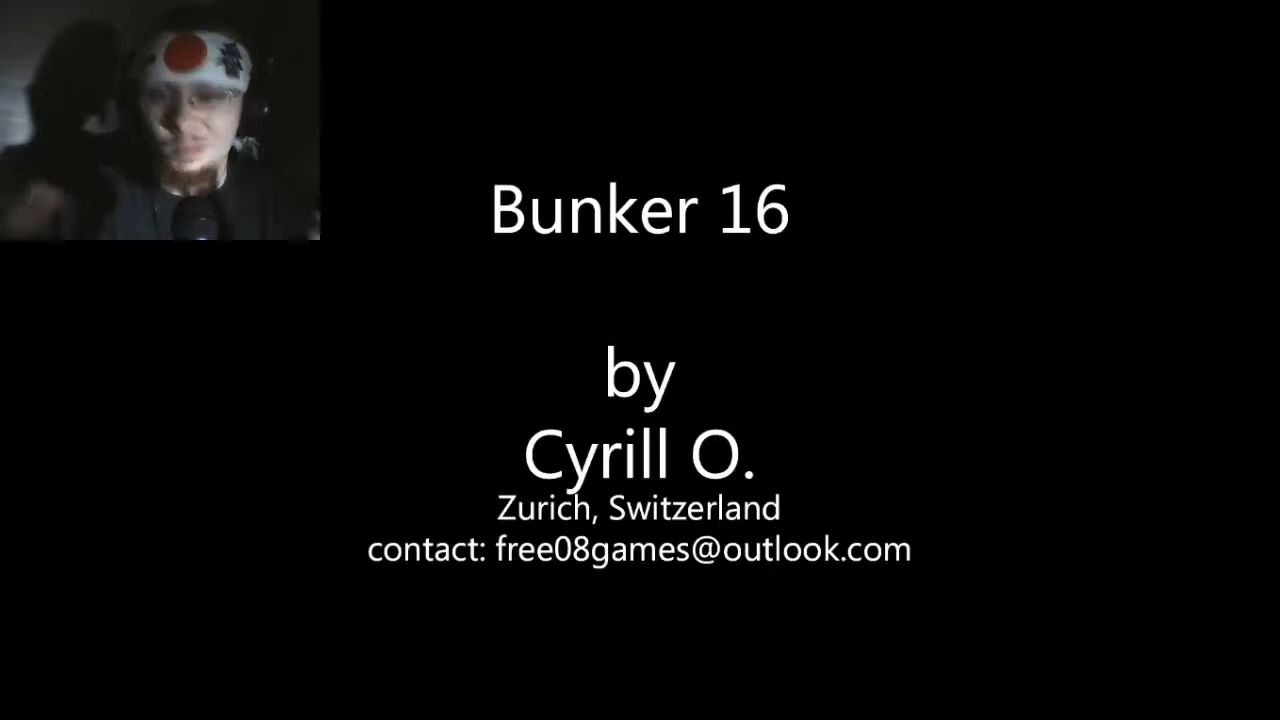 Bunker 16
by
Cyrill O.
Zurich, Switzerland
contact: free08games@outlook.com